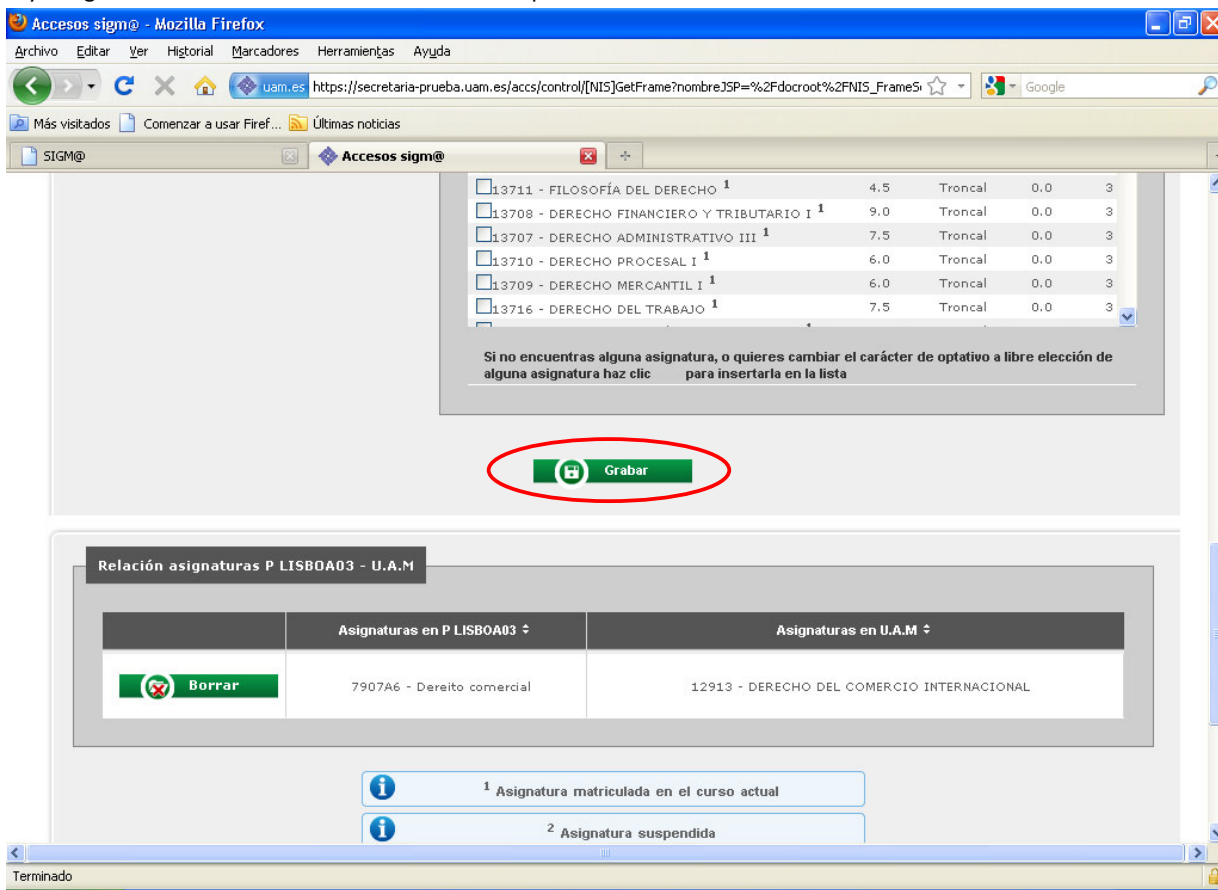 Accesos sigm@ - Mozilla Firefox
Archivo Editar Ver Historial Marcadores Herramientas Ayuda
uam.es https://secretaria-prueba.uam.es/accs/control/[NIS]GetFrame?nombreJSP=%2Fdocroot%2FNIS_FrameS Google
Más visitados Comenzar a usar Firef... Últimas noticias
SIGM@ Accesos sigm@
13711 - FILOSOFÍA DEL DERECHO 1 4.5 Troncal 0.0 3
13708 - DERECHO FINANCIERO Y TRIBUTARIO I 1 9.0 Troncal 0.0 3
13707 - DERECHO ADMINISTRATIVO III 1 7.5 Troncal 0.0 3
13710 - DERECHO PROCESAL I 1 6.0 Troncal 0.0 3
13709 - DERECHO MERCANTIL I 1 6.0 Troncal 0.0 3
13716 - DERECHO DEL TRABAJO 1 7.5 Troncal 0.0 3
Si no encuentras alguna asignatura, o quieres cambiar el carácter de optativo a libre elección de
alguna asignatura haz clic para insertarla en la lista
Grabar
Relación asignaturas P LISBOA03 - U.A.M
Asignaturas en P LISBOA03 Asignaturas en U.A.M
Borrar 7907A6 - Dereito comercial 12913 - DERECHO DEL COMERCIO INTERNACIONAL
1 Asignatura matriculada en el curso actual
2 Asignatura suspendida
Terminado